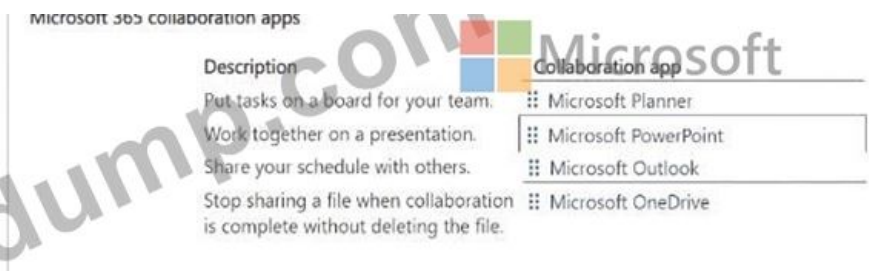 Microsoft 365 collaboration apps
Microsoft
Description Collaboration app
Put tasks on a board for your team. Microsoft Planner
Work together on a presentation. Microsoft PowerPoint
Share your schedule with others. Microsoft Outlook
Stop sharing a file when collaboration Microsoft OneDrive
is complete without deleting the file.
dump.com